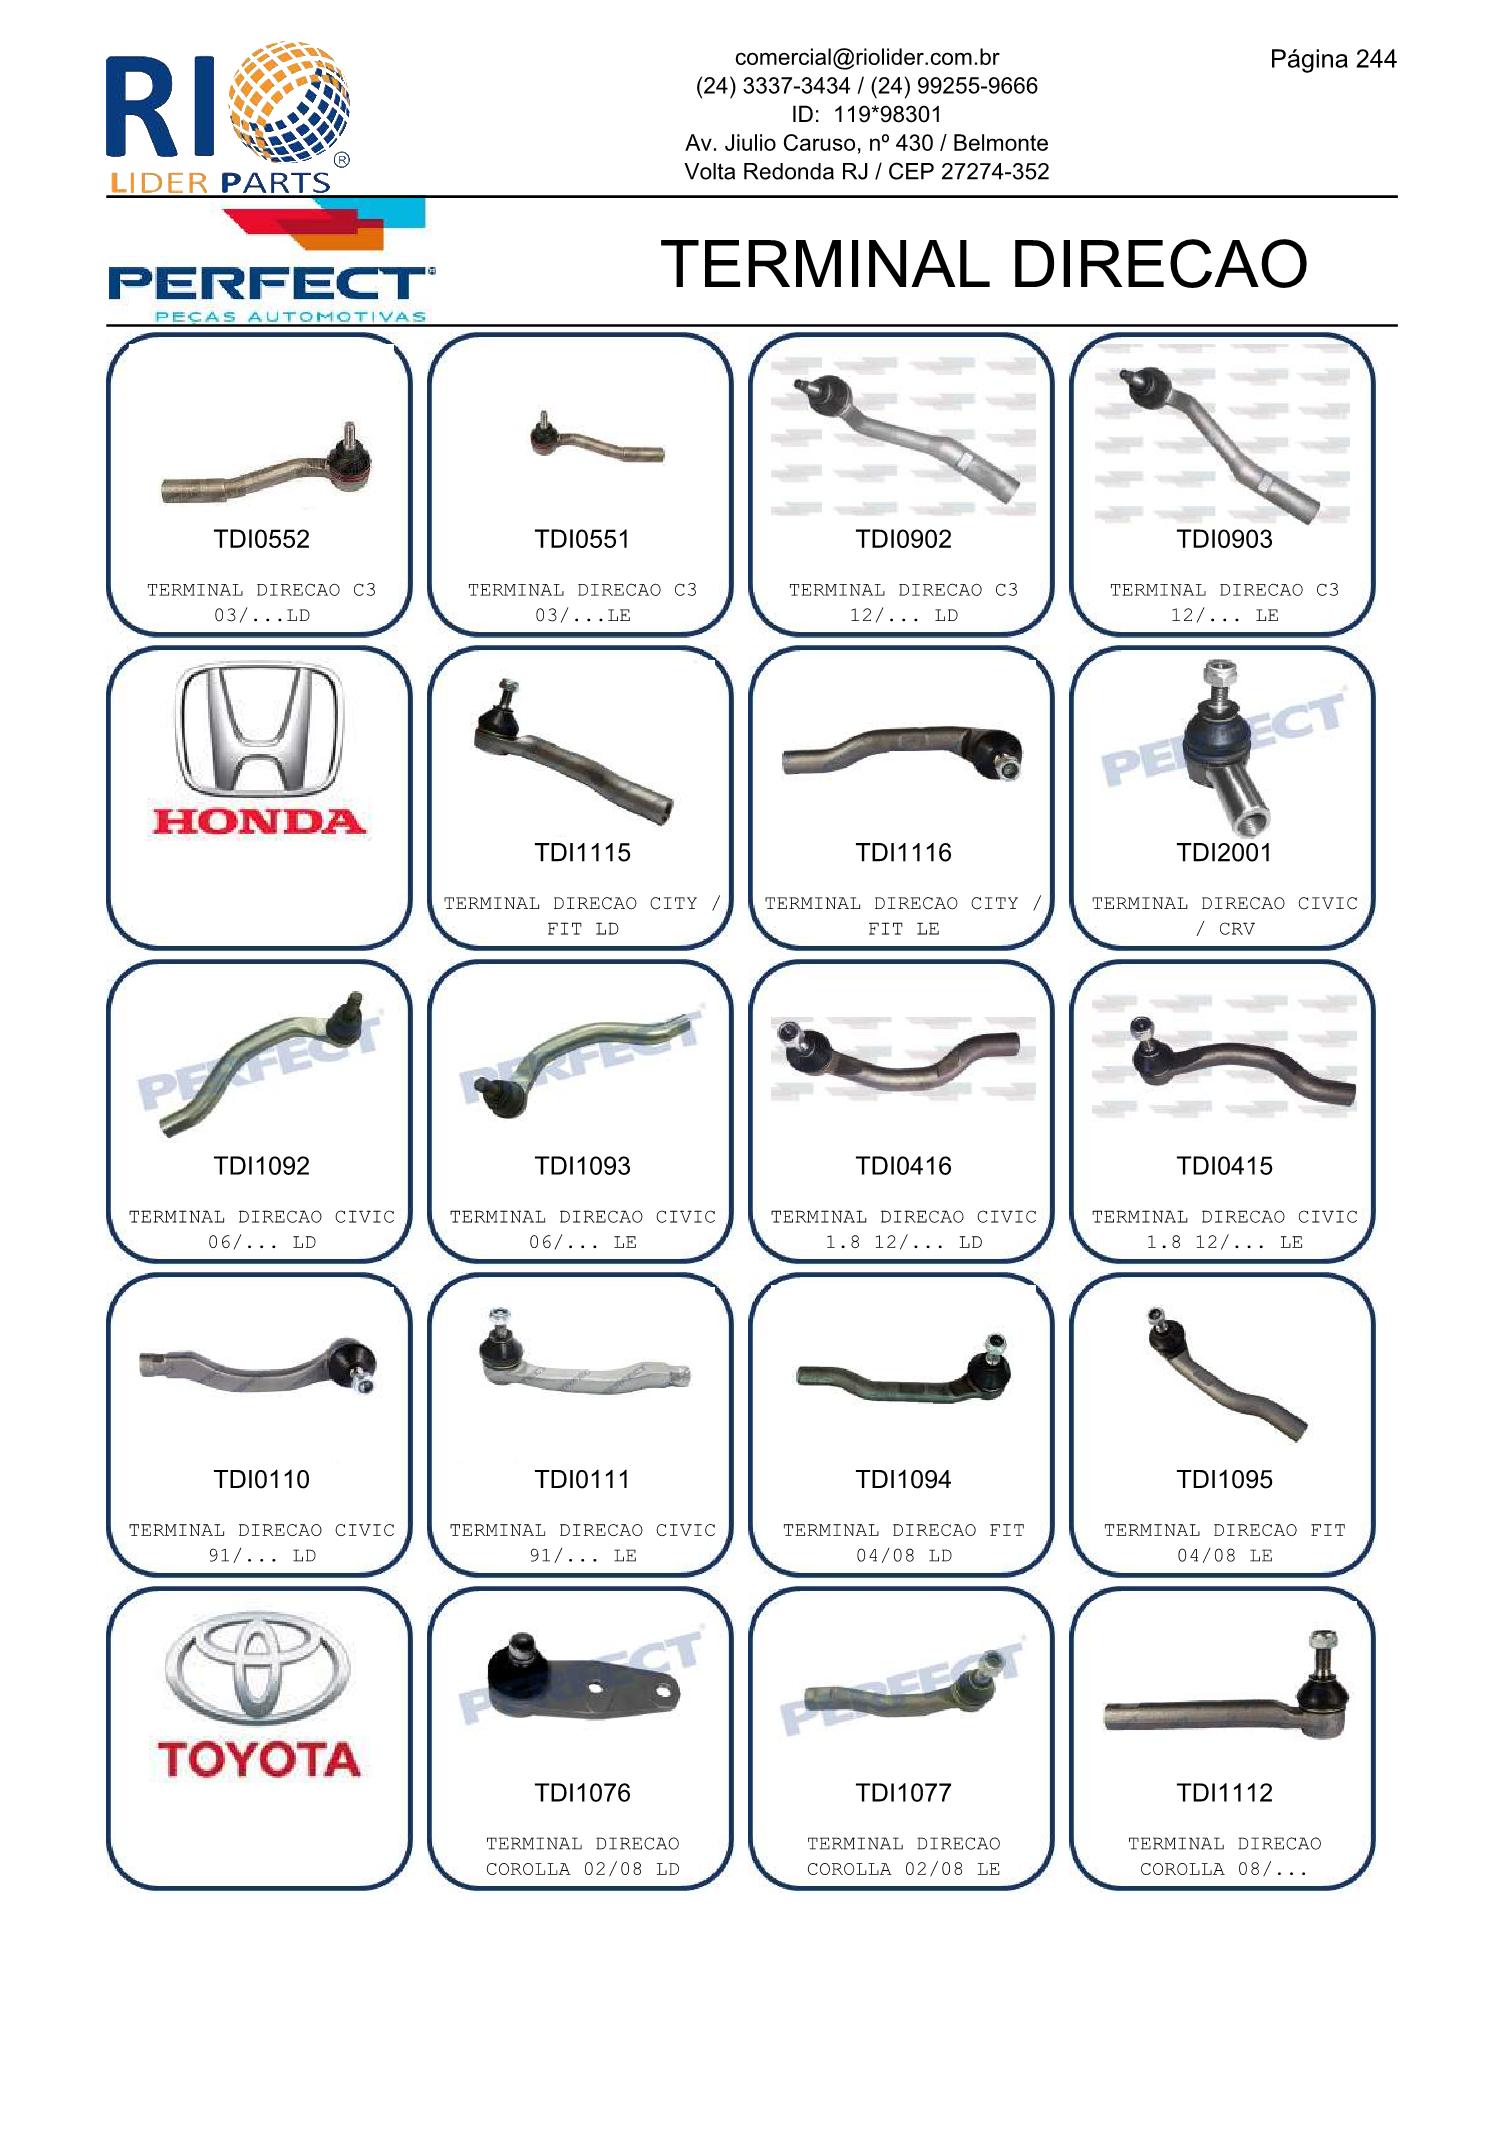 RIO
LIDER PARTS
®
comercial@riolider.com.br
(24) 3337-3434 / (24) 99255-9666
ID: 119*98301
Av. Jiulio Caruso, nº 430 / Belmonte
Volta Redonda RJ / CEP 27274-352
Página 244
PERFECT
PEÇAS AUTOMOTIVAS
TERMINAL DIRECAO
TDI0552
TERMINAL DIRECAO C3
03/...LD
TDI0551
TERMINAL DIRECAO C3
03/...LE
TDI0902
TERMINAL DIRECAO C3
12/... LD
TDI0903
TERMINAL DIRECAO C3
12/... LE
HONDA
TDI1115
TERMINAL DIRECAO CITY /
FIT LD
TDI1116
TERMINAL DIRECAO CITY /
FIT LE
PERFECT
TDI2001
TERMINAL DIRECAO CIVIC
/ CRV
PERFECT
TDI1092
TERMINAL DIRECAO CIVIC
06/... LD
PERFECT
TDI1093
TERMINAL DIRECAO CIVIC
06/... LE
TDI0416
TERMINAL DIRECAO CIVIC
1.8 12/... LD
TDI0415
TERMINAL DIRECAO CIVIC
1.8 12/... LE
TDI0110
TERMINAL DIRECAO CIVIC
91/... LD
TDI0111
TERMINAL DIRECAO CIVIC
91/... LE
TDI1094
TERMINAL DIRECAO FIT
04/08 LD
TDI1095
TERMINAL DIRECAO FIT
04/08 LE
TOYOTA
PERFECT
TDI1076
TERMINAL DIRECAO
COROLLA 02/08 LD
PERFECT
TDI1077
TERMINAL DIRECAO
COROLLA 02/08 LE
TDI1112
TERMINAL DIRECAO
COROLLA 08/...